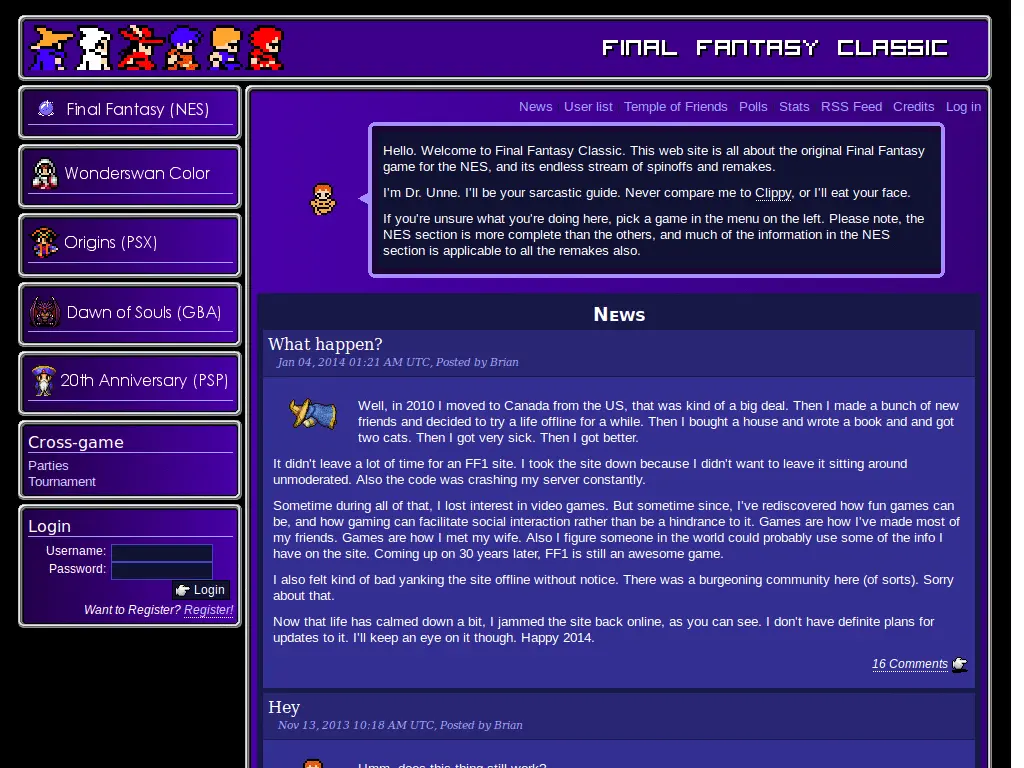 FINAL FANTASY CLASSIC
Final Fantasy (NES)
Wonderswan Color
Origins (PSX)
Dawn of Souls (GBA)
20th Anniversary (PSP)
Cross-game
Parties
Tournament
Login
Username:
Password:
Login
Want to Register? Register!
News User list Temple of Friends Polls Stats RSS Feed Credits Log in
Hello. Welcome to Final Fantasy Classic. This web site is all about the original Final Fantasy
game for the NES, and its endless stream of spinoffs and remakes.
I'm Dr. Unne. I'll be your sarcastic guide. Never compare me to Clippy, or I'll eat your face.
If you're unsure what you're doing here, pick a game in the menu on the left. Please note, the
NES section is more complete than the others, and much of the information in the NES
section is applicable to all the remakes also.
News
What happen?
Jan 04, 2014 01:21 AM UTC, Posted by Brian
Well, in 2010 I moved to Canada from the US, that was kind of a big deal. Then I made a bunch of new
friends and decided to try a life offline for a while. Then I bought a house and wrote a book and and got
two cats. Then I got very sick. Then I got better.
It didn't leave a lot of time for an FF1 site. I took the site down because I didn't want to leave it sitting around
unmoderated. Also the code was crashing my server constantly.
Sometime during all of that, I lost interest in video games. But sometime since, I've rediscovered how fun games can
be, and how gaming can facilitate social interaction rather than be a hindrance to it. Games are how I've made most of
my friends. Games are how I met my wife. Also I figure someone in the world could probably use some of the info I
have on the site. Coming up on 30 years later, FF1 is still an awesome game.
I also felt kind of bad yanking the site offline without notice. There was a burgeoning community here (of sorts). Sorry
about that.
Now that life has calmed down a bit, I jammed the site back online, as you can see. I don't have definite plans for
updates to it. I'll keep an eye on it though. Happy 2014.
16 Comments
Hey
Nov 13, 2013 10:18 AM UTC, Posted by Brian
Umm, does this thing still work?